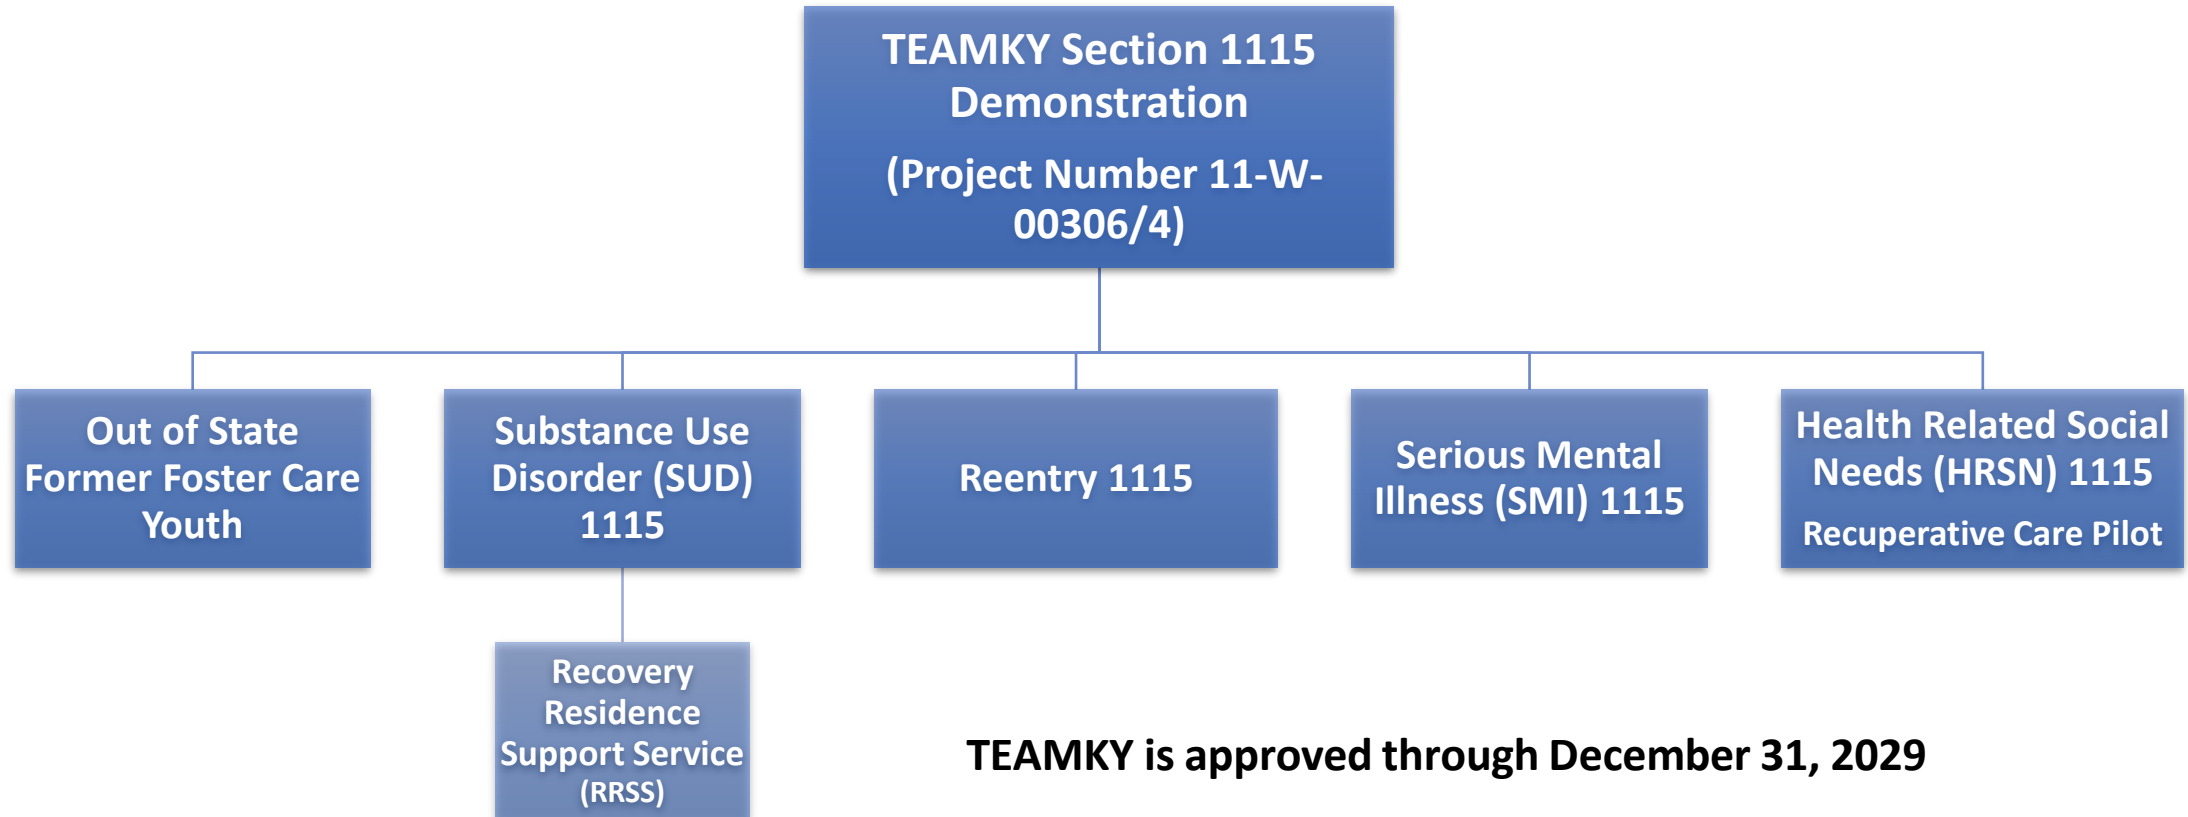 TEAMKY Section 1115
Demonstration
(Project Number 11-W-
00306/4)
Out of State
Former Foster Care
Youth
Substance Use
Disorder (SUD)
1115
Reentry 1115
Serious Mental
Illness (SMI) 1115
Health Related Social
Needs (HRSN) 1115
Recuperative Care Pilot
Recovery
Residence
Support Service
(RRSS)
TEAMKY is approved through December 31, 2029